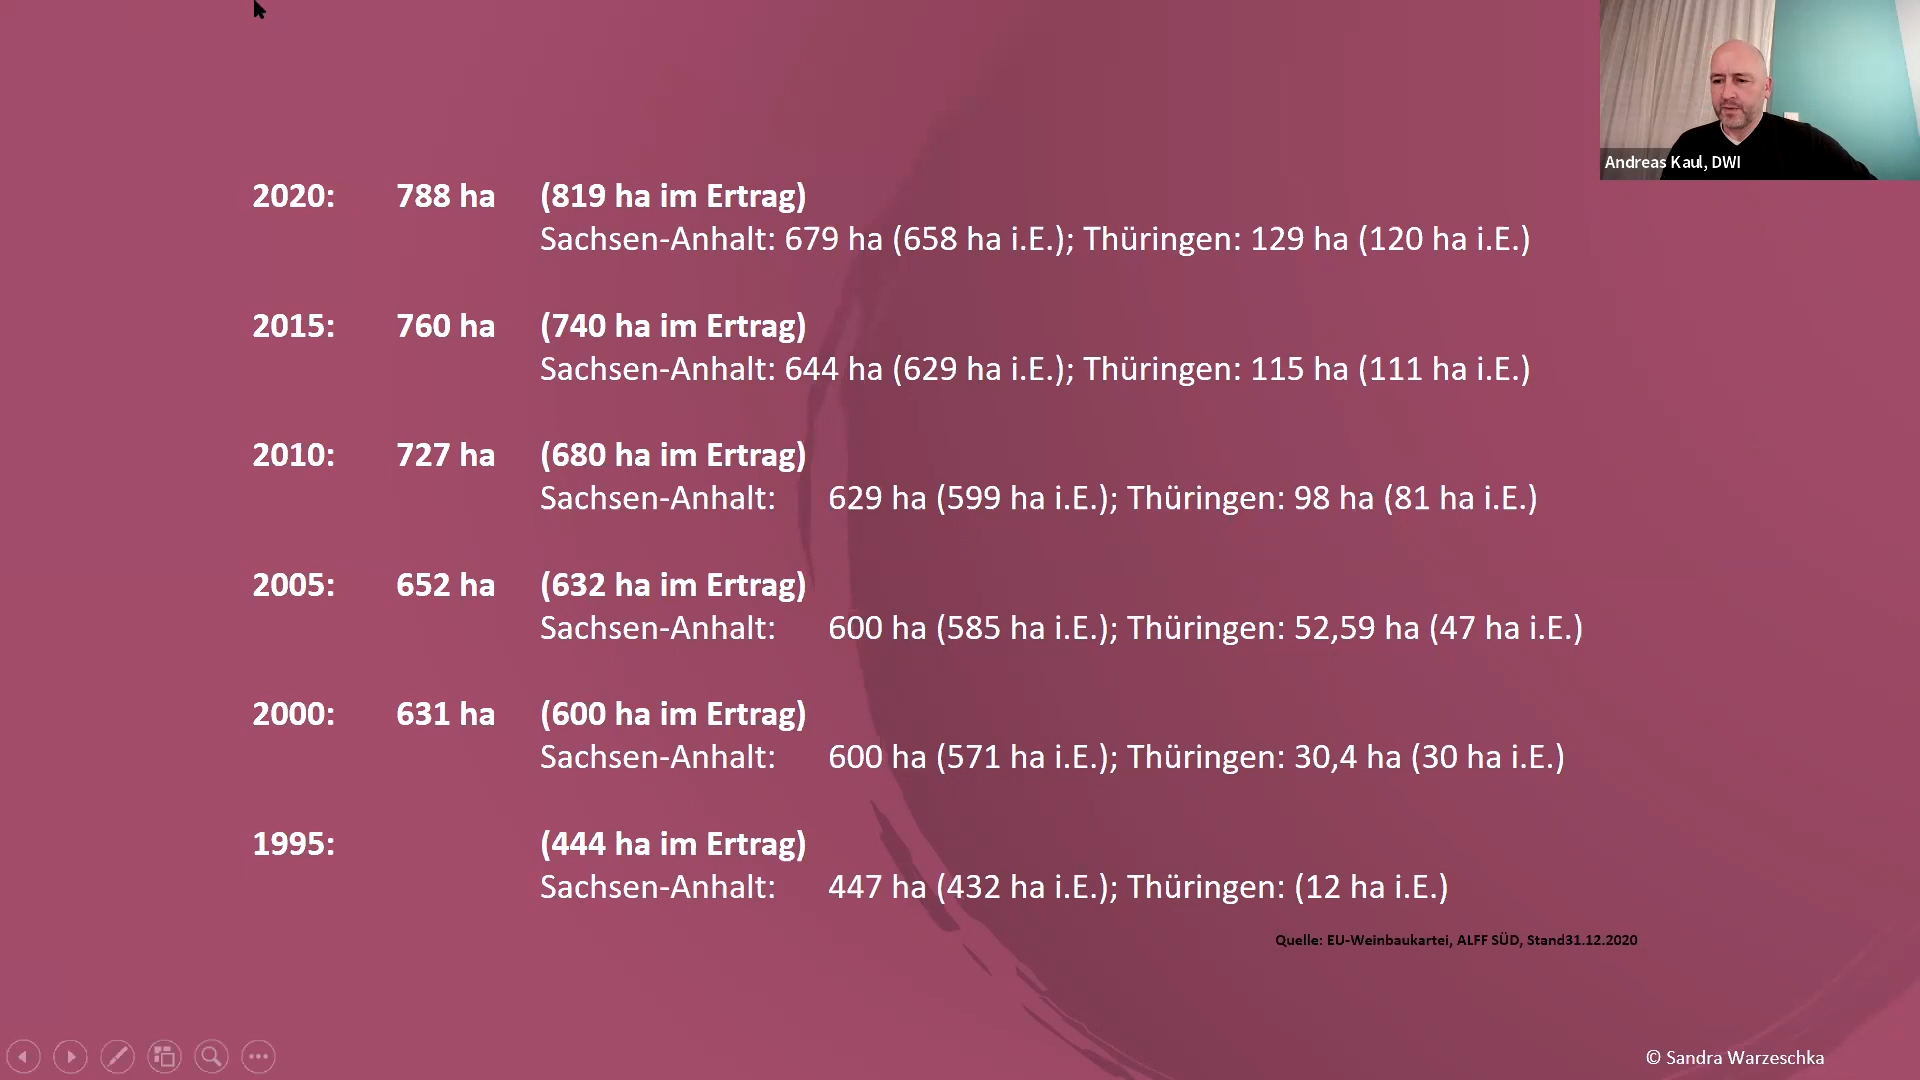 Andreas Kaul, DWI
2020: 788 ha (819 ha im Ertrag)
Sachsen-Anhalt: 679 ha (658 ha i.E.); Thüringen: 129 ha (120 ha i.E.)
2015: 760 ha (740 ha im Ertrag)
Sachsen-Anhalt: 644 ha (629 ha i.E.); Thüringen: 115 ha (111 ha i.E.)
2010: 727 ha (680 ha im Ertrag)
Sachsen-Anhalt: 629 ha (599 ha i.E.); Thüringen: 98 ha (81 ha i.E.)
2005: 652 ha (632 ha im Ertrag)
Sachsen-Anhalt: 600 ha (585 ha i.E.); Thüringen: 52,59 ha (47 ha i.E.)
2000: 631 ha (600 ha im Ertrag)
Sachsen-Anhalt: 600 ha (571 ha i.E.); Thüringen: 30,4 ha (30 ha i.E.)
1995: (444 ha im Ertrag)
Sachsen-Anhalt: 447 ha (432 ha i.E.); Thüringen: (12 ha i.E.)
Quelle: EU-Weinbaukartei, ALFF SÜD, Stand31.12.2020
© Sandra Warzeschka